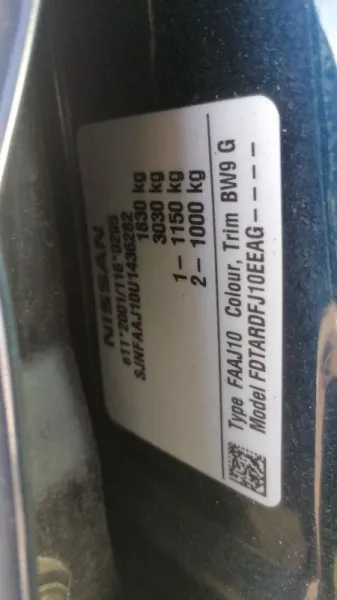 NISSAN
e11*2001/116*0295
SJNFAAJ10U1436282
1830 kg
3030 kg
1 – 1150 kg
2 – 1000 kg
Type FAAJ10 Colour, Trim BW9 G
Model FDTARDFJ10EEAG – – – –